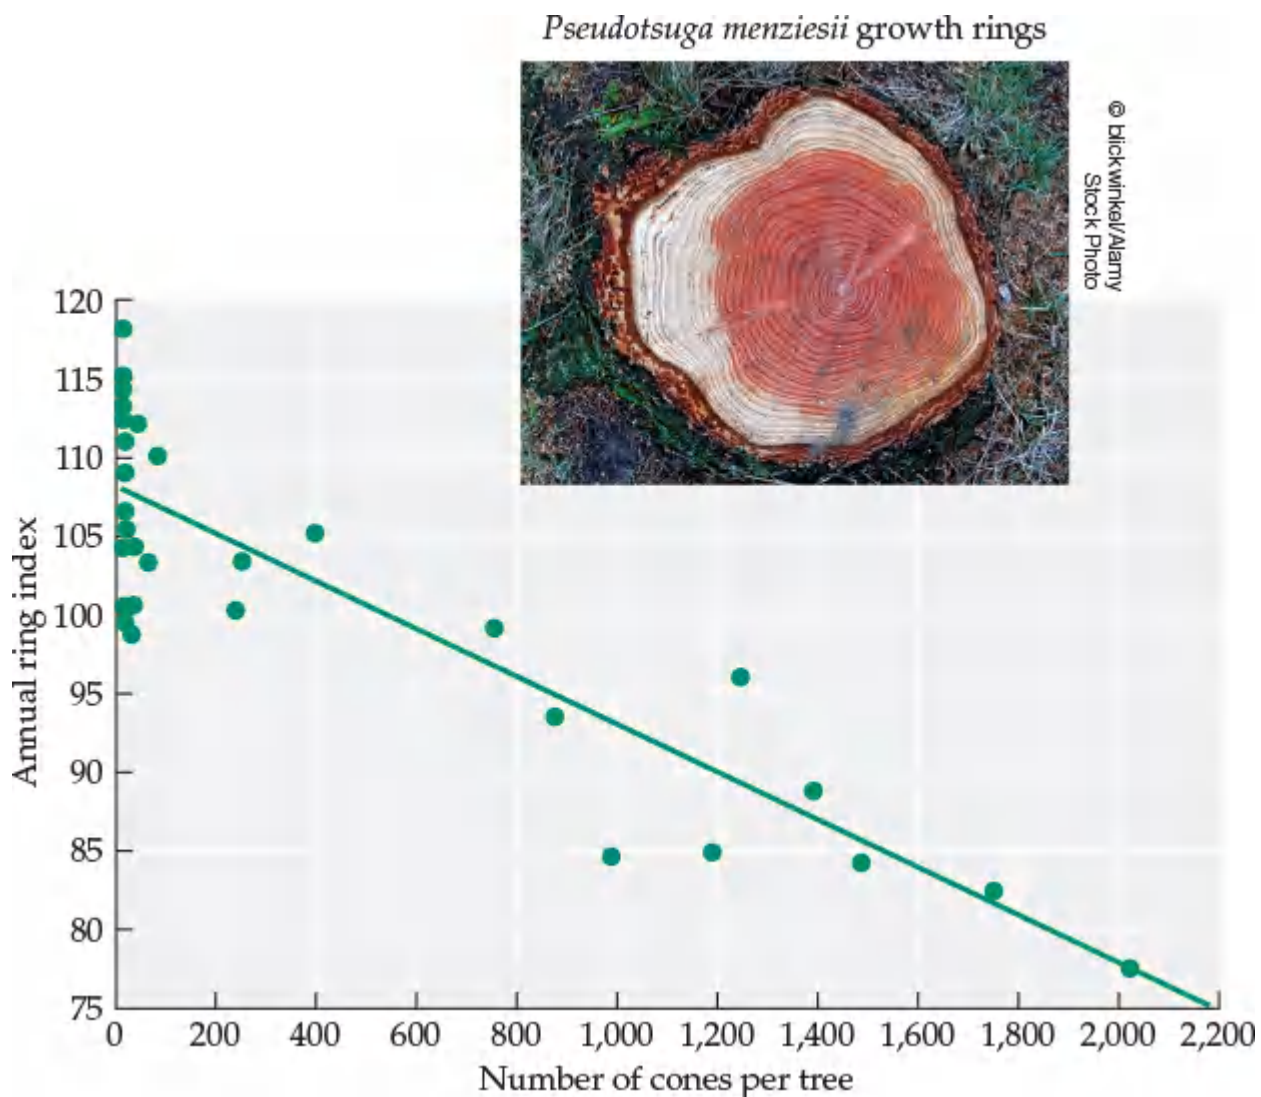 Pseudotsuga menziesii growth rings
© blickwinkel/Alamy
Stock Photo
120
115
110
105
100
95
90
85
80
75
Annual ring index
0 200 400 600 800 1,000 1,200 1,400 1,600 1,800 2,000 2,200
Number of cones per tree